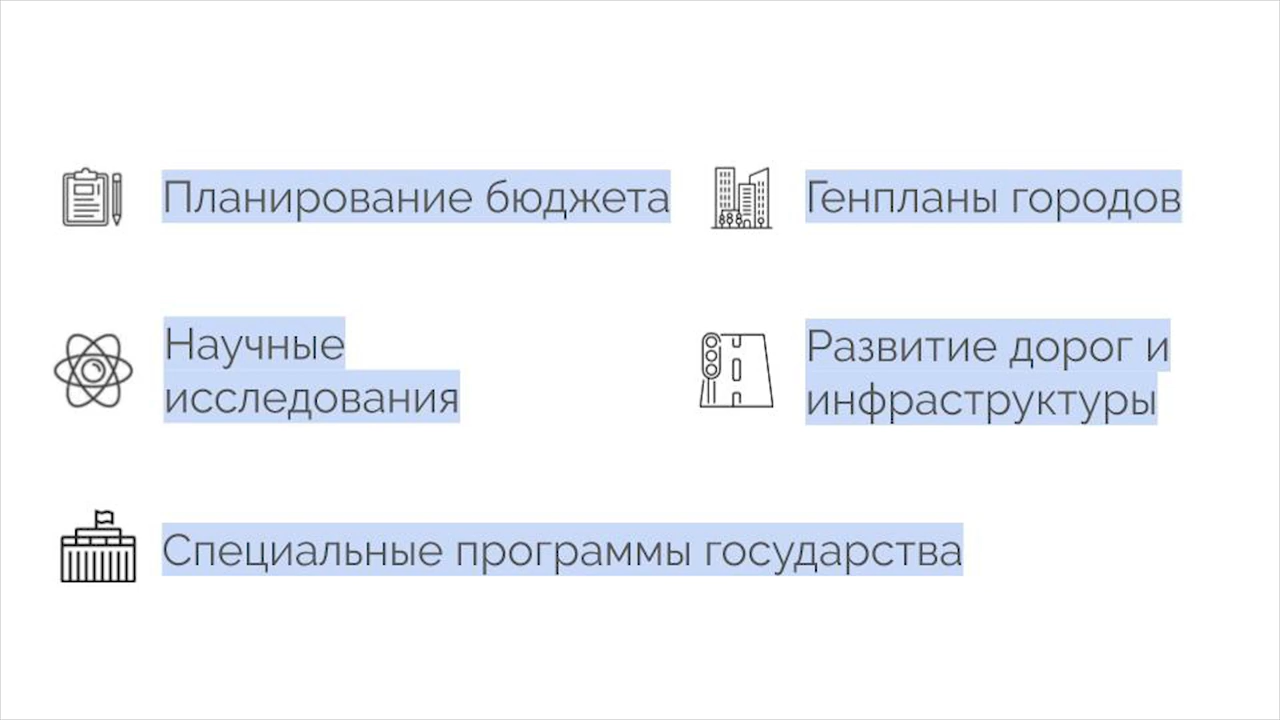 Планирование бюджета
Генпланы городов
Научные
исследования
Развитие дорог и
инфраструктуры
Специальные программы государства